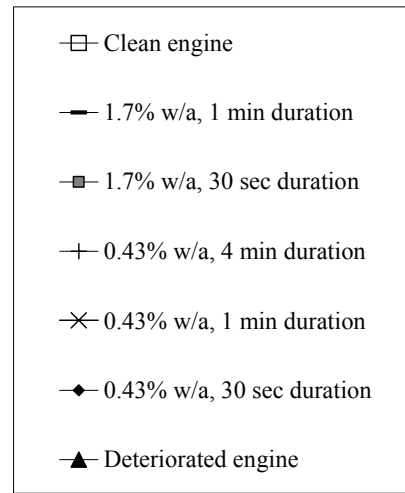 Clean engine
1.7% w/a, 1 min duration
1.7% w/a, 30 sec duration
0.43% w/a, 4 min duration
0.43% w/a, 1 min duration
0.43% w/a, 30 sec duration
Deteriorated engine